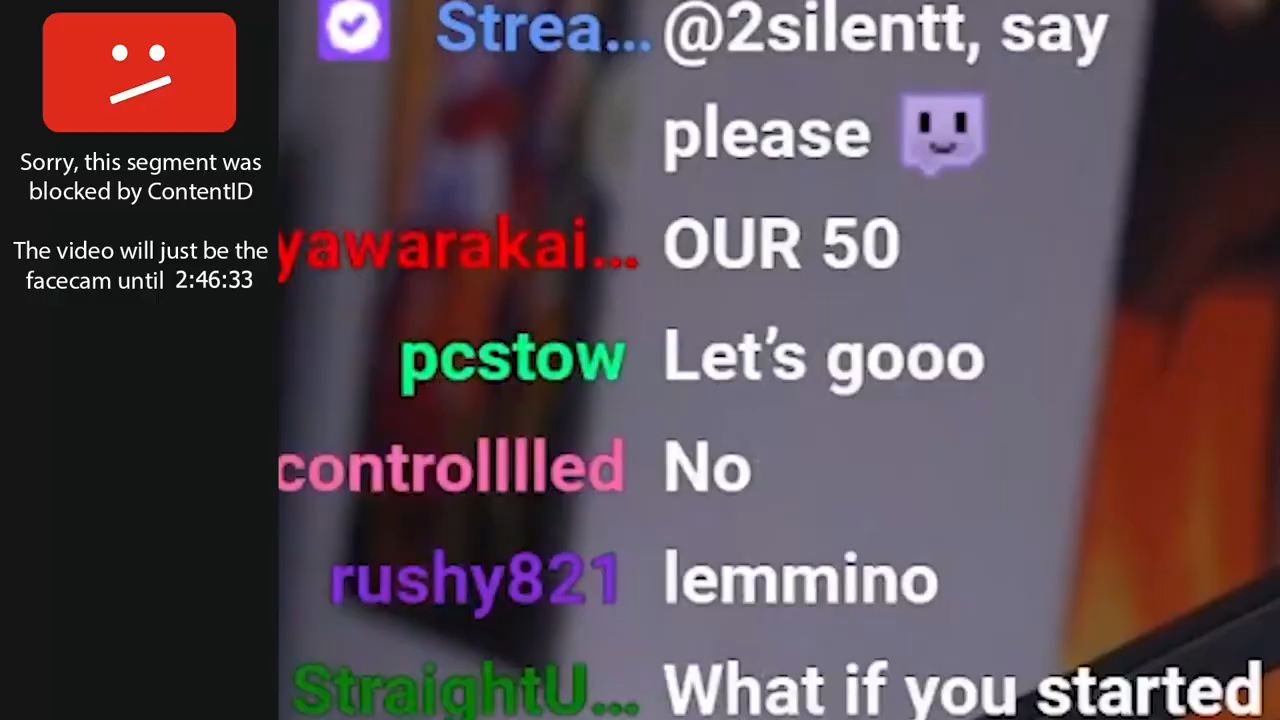 Sorry, this segment was
blocked by ContentID
The video will just be the
facecam until 2:46:33
Strea... @2silentt, say
please
yawarakai... OUR 50
pcstow Let’s gooo
controlllled No
rushy821 lemmino
StraightU... What if you started